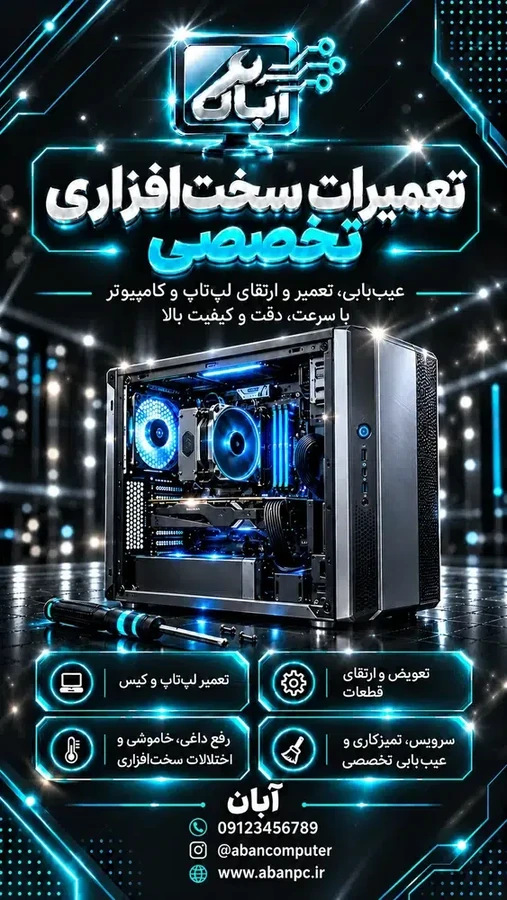 آبان
تعمیرات سخت‌افزاری
تخصصی
عیب‌یابی، تعمیر و ارتقای لپ‌تاپ و کامپیوتر
با سرعت، دقت و کیفیت بالا
تعویض و ارتقای
قطعات
تعمیر لپ‌تاپ و کیس
سرویس، تمیزکاری و
عیب‌یابی تخصصی
رفع داغی، خاموشی و
اختلالات سخت‌افزاری
آبان
09123456789
@abancomputer
www.abanpc.ir